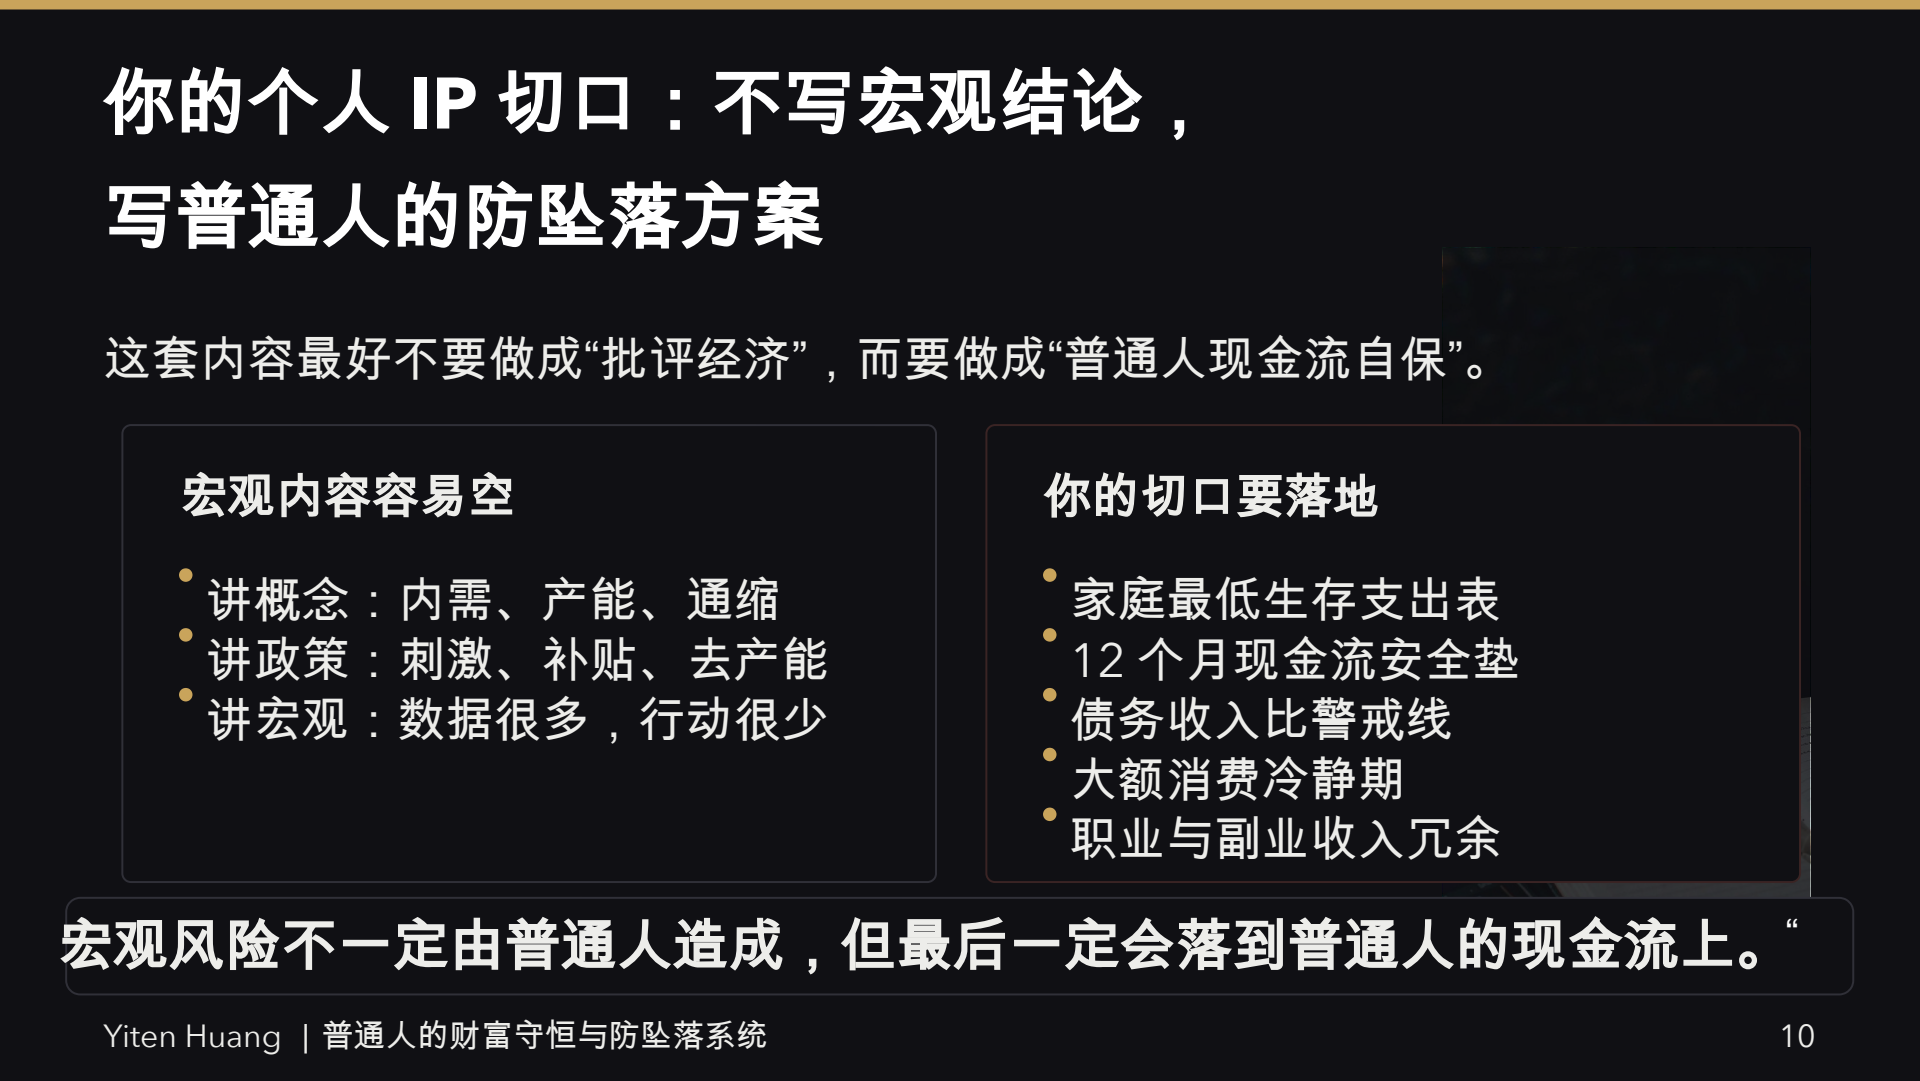 你的个人 IP 切口：不写宏观结论，
写普通人的防坠落方案
这套内容最好不要做成“批评经济”，而要做成“普通人现金流自保”。
宏观内容容易空
• 讲概念：内需、产能、通缩
• 讲政策：刺激、补贴、去产能
• 讲宏观：数据很多，行动很少
你的切口要落地
• 家庭最低生存支出表
• 12 个月现金流安全垫
• 债务收入比警戒线
• 大额消费冷静期
• 职业与副业收入冗余
宏观风险不一定由普通人造成，但最后一定会落到普通人的现金流上。“
Yiten Huang | 普通人的财富守恒与防坠落系统
10